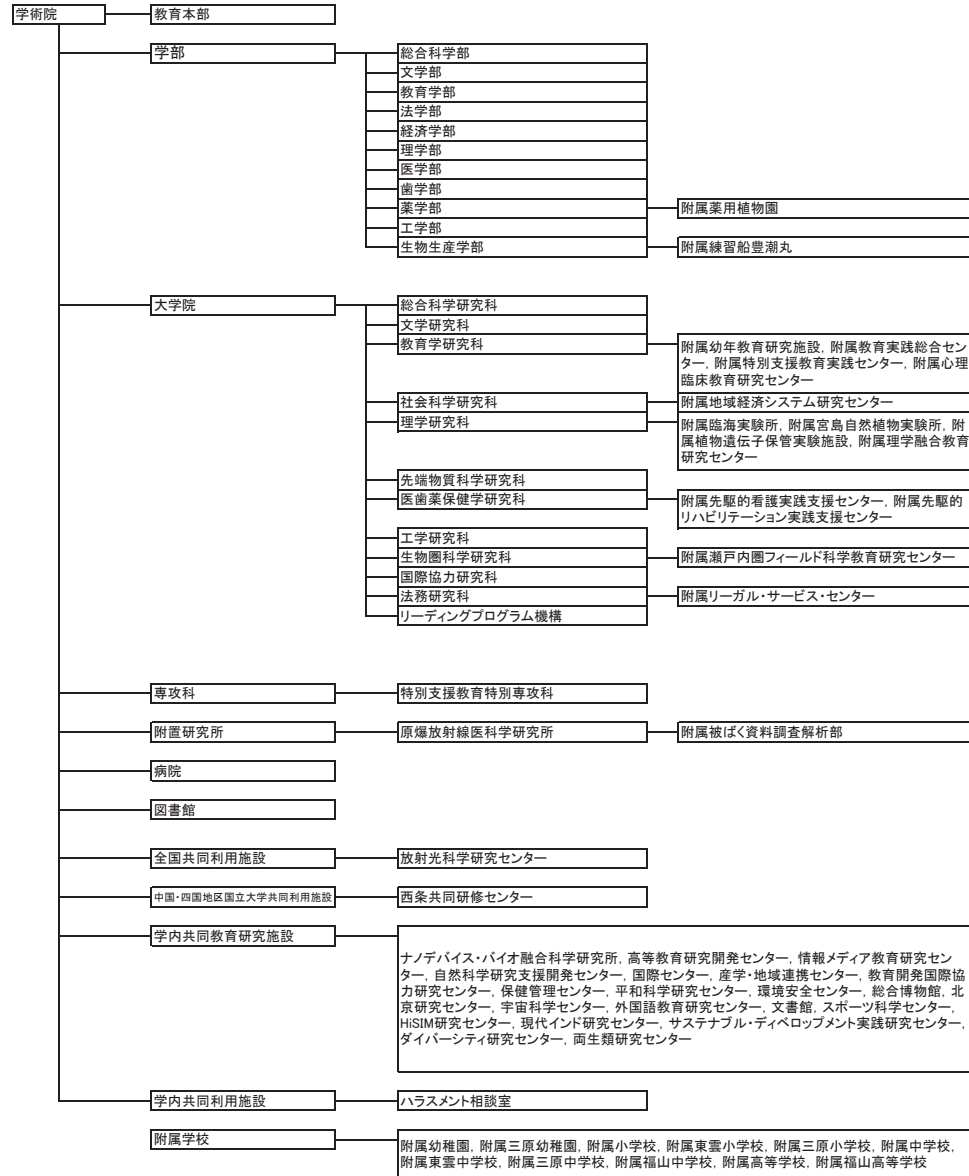 学術院
教育本部
学部
総合科学部
文学部
教育学部
法学部
経済学部
理学部
医学部
歯学部
薬学部
附属薬用植物園
工学部
生物生産学部
附属練習船豊潮丸
大学院
総合科学研究科
文学研究科
教育学研究科
附属幼年教育研究施設，附属教育実践総合セン
ター，附属特別支援教育実践センター，附属心理
臨床教育研究センター
社会科学研究科
附属地域経済システム研究センター
理学研究科
附属臨海実験所，附属宮島自然植物実験所，附
属植物遺伝子保管実験施設，附属理学融合教育
研究センター
先端物質科学研究科
医歯薬保健学研究科
附属先駆的看護実践支援センター，附属先駆的
リハビリテーション実践支援センター
工学研究科
生物圏科学研究科
附属瀬戸内圏フィールド科学教育研究センター
国際協力研究科
法務研究科
附属リーガル・サービス・センター
リーディングプログラム機構
専攻科
特別支援教育特別専攻科
附置研究所
原爆放射線医科学研究所
附属被ばく資料調査解析部
病院
図書館
全国共同利用施設
放射光科学研究センター
中国・四国地区国立大学共同利用施設
西条共同研修センター
学内共同教育研究施設
ナノデバイス・バイオ融合科学研究所，高等教育研究開発センター，情報メディア教育研究セン
ター，自然科学研究支援開発センター，国際センター，産学・地域連携センター，教育開発国際協
力研究センター，保健管理センター，平和科学研究センター，環境安全センター，総合博物館，北
京研究センター，宇宙科学センター，外国語教育研究センター，文書館，スポーツ科学センター，
HiSIM研究センター，現代インド研究センター，サステナブル・ディベロップメント実践研究センター，
ダイバーシティ研究センター，両生類研究センター
学内共同利用施設
ハラスメント相談室
附属学校
附属幼稚園，附属三原幼稚園，附属小学校，附属東雲小学校，附属三原小学校，附属中学校，
附属東雲中学校，附属三原中学校，附属福山中学校，附属高等学校，附属福山高等学校